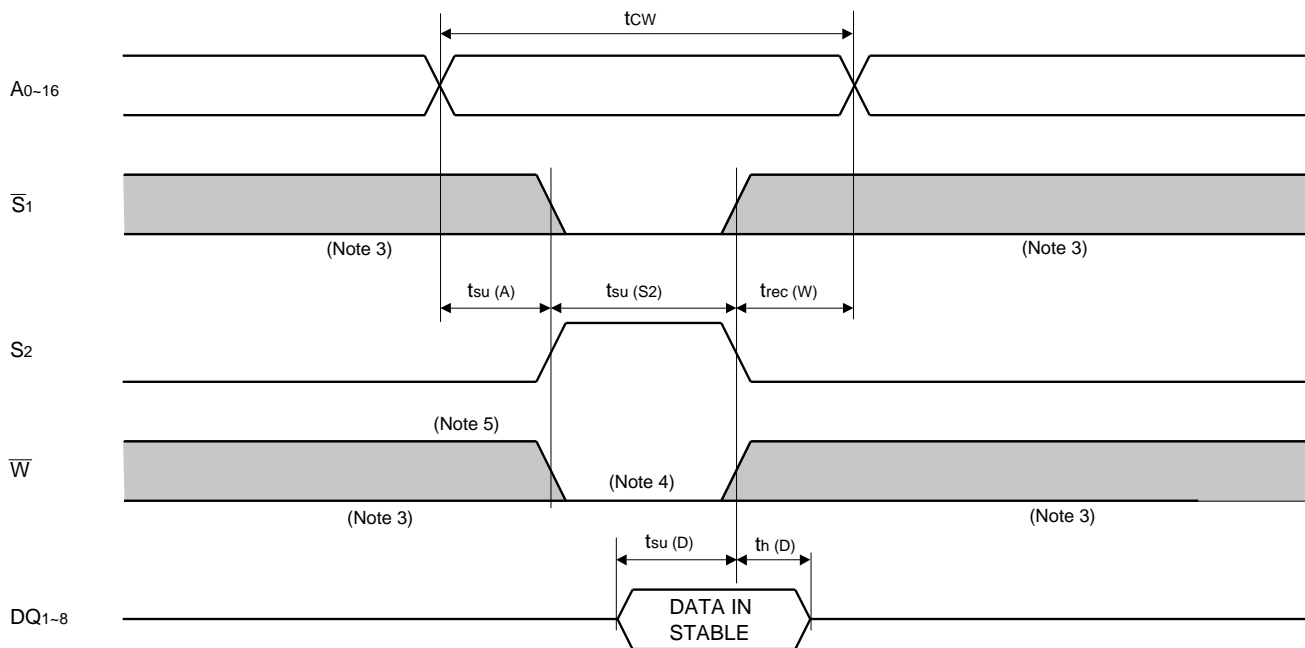 tCW
A0~16
S̅1
(Note 3) (Note 3)
tsu (A) tsu (S2) trec (W)
S2
(Note 5)
W̅
(Note 4)
(Note 3) (Note 3)
tsu (D) th (D)
DQ1~8
DATA IN
STABLE